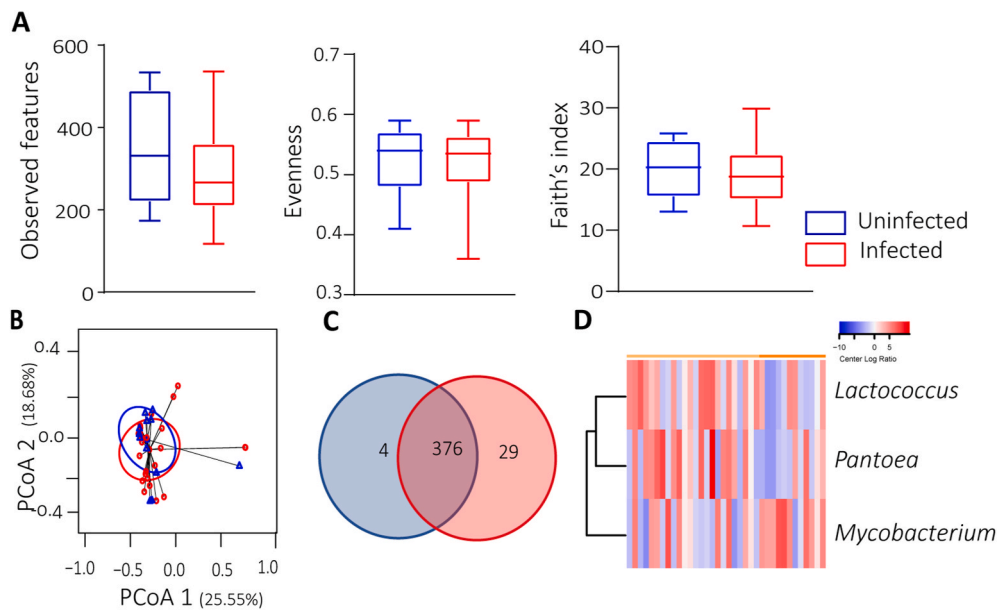 A
Observed features
600
400
200
0
Evenness
0.7
0.6
0.5
0.4
0.3
Faith's index
40
30
20
10
0
Uninfected
Infected
B
PCoA 2 (18.68%)
0.4
0.0
-0.4
-1.0 -0.5 0.0 0.5 1.0
PCoA 1 (25.55%)
C
4 376 29
D
-10 0 5
Center Log Ratio
Lactococcus
Pantoea
Mycobacterium